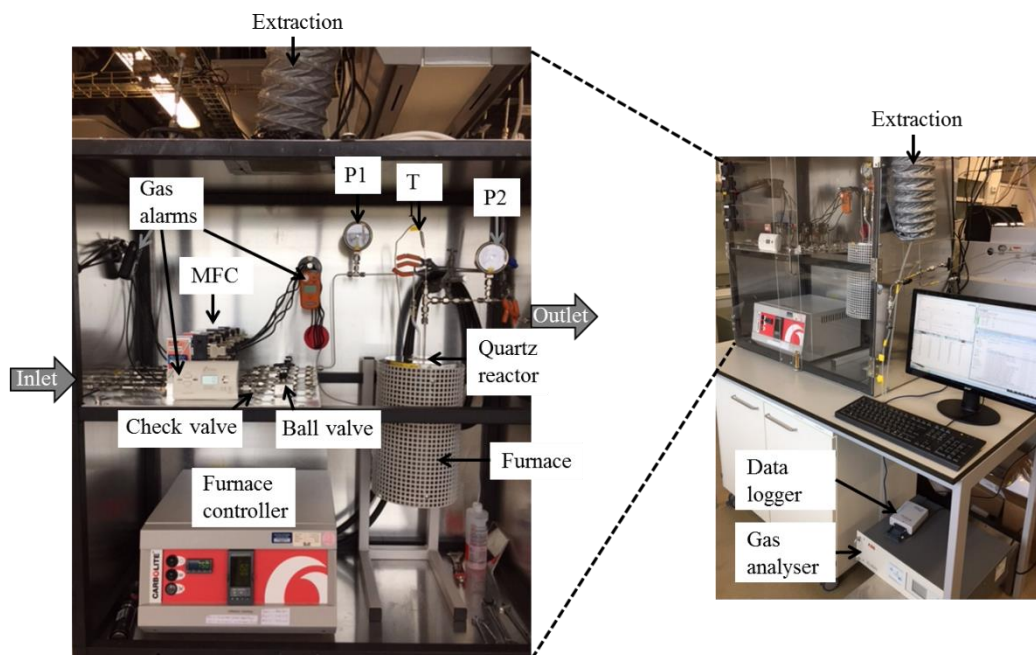 Extraction
P1
T
P2
Gas
alarms
MFC
Outlet
Quartz
reactor
Inlet
Check valve
Ball valve
Furnace
Furnace
controller
CARBOLITE
Extraction
Data
logger
Gas
analyser